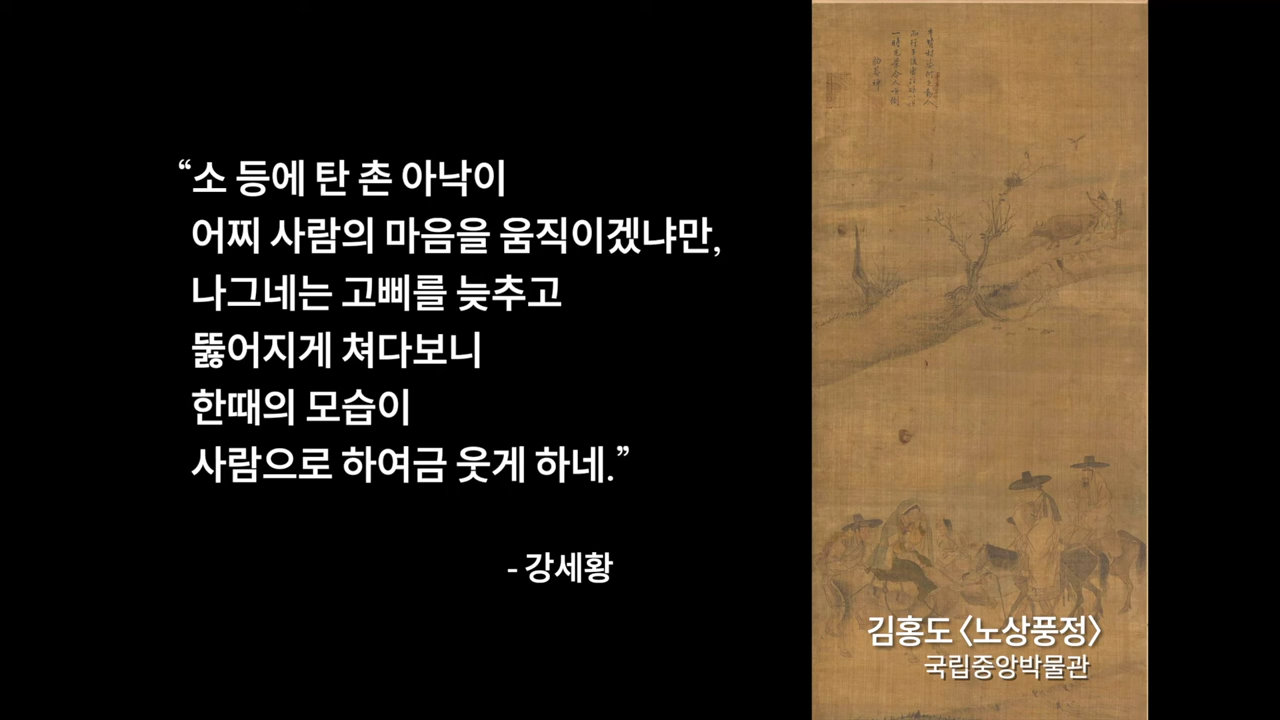 “소 등에 탄 촌 아낙이
어찌 사람의 마음을 움직이겠냐만,
나그네는 고삐를 늦추고
뚫어지게 쳐다보니
한때의 모습이
사람으로 하여금 웃게 하네.”
- 강세황
김홍도 〈노상풍정〉
국립중앙박물관